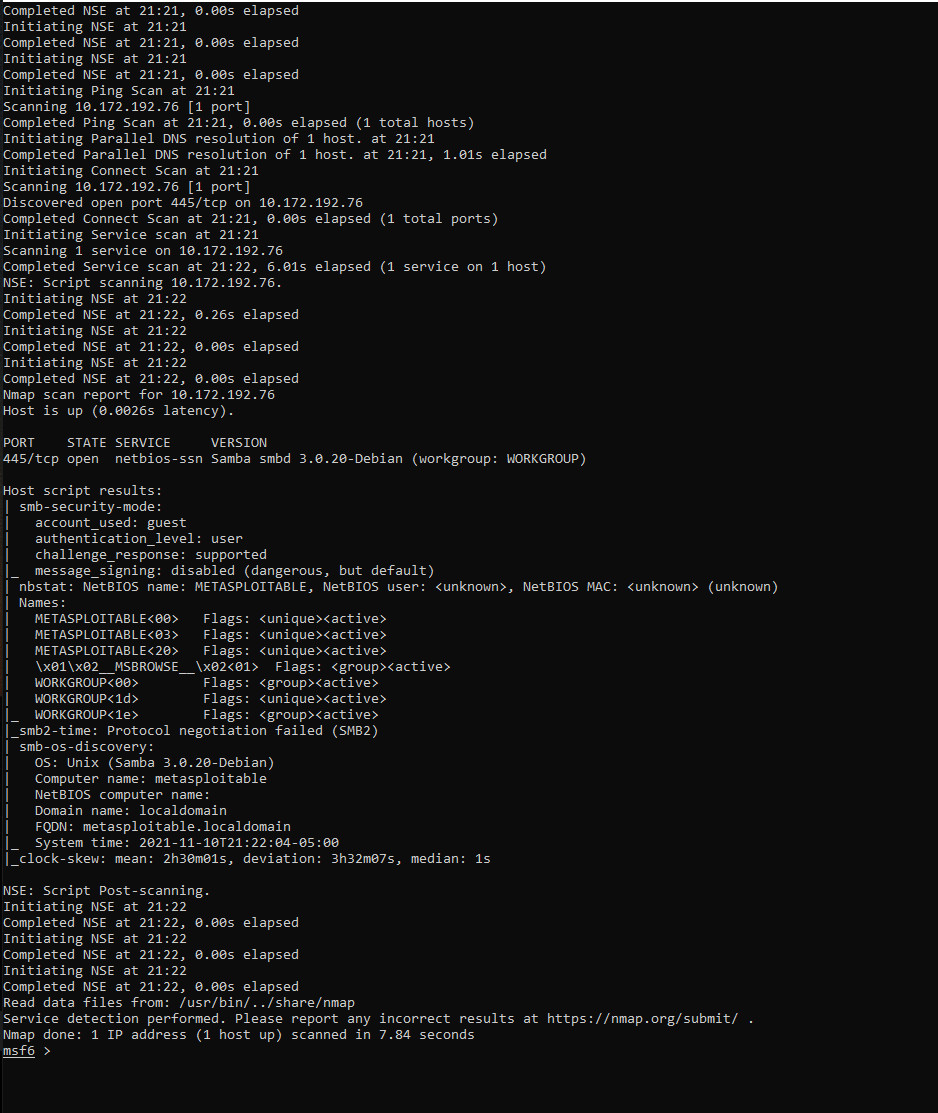 Completed NSE at 21:21, 0.00s elapsed
Initiating NSE at 21:21
Completed NSE at 21:21, 0.00s elapsed
Initiating NSE at 21:21
Completed NSE at 21:21, 0.00s elapsed
Initiating Ping Scan at 21:21
Scanning 10.172.192.76 [1 port]
Completed Ping Scan at 21:21, 0.00s elapsed (1 total hosts)
Initiating Parallel DNS resolution of 1 host. at 21:21
Completed Parallel DNS resolution of 1 host. at 21:21, 1.01s elapsed
Initiating Connect Scan at 21:21
Scanning 10.172.192.76 [1 port]
Discovered open port 445/tcp on 10.172.192.76
Completed Connect Scan at 21:21, 0.00s elapsed (1 total ports)
Initiating Service scan at 21:21
Scanning 1 service on 10.172.192.76
Completed Service scan at 21:22, 6.01s elapsed (1 service on 1 host)
NSE: Script scanning 10.172.192.76.
Initiating NSE at 21:22
Completed NSE at 21:22, 0.26s elapsed
Initiating NSE at 21:22
Completed NSE at 21:22, 0.00s elapsed
Initiating NSE at 21:22
Completed NSE at 21:22, 0.00s elapsed
Nmap scan report for 10.172.192.76
Host is up (0.0026s latency).

PORT    STATE SERVICE     VERSION
445/tcp open  netbios-ssn Samba smbd 3.0.20-Debian (workgroup: WORKGROUP)

Host script results:
| smb-security-mode:
|   account_used: guest
|   authentication_level: user
|   challenge_response: supported
|_  message_signing: disabled (dangerous, but default)
| nbstat: NetBIOS name: METASPLOITABLE, NetBIOS user: <unknown>, NetBIOS MAC: <unknown> (unknown)
| Names:
|   METASPLOITABLE<00>   Flags: <unique><active>
|   METASPLOITABLE<03>   Flags: <unique><active>
|   METASPLOITABLE<20>   Flags: <unique><active>
|   \x01\x02__MSBROWSE__\x02<01>  Flags: <group><active>
|   WORKGROUP<00>        Flags: <group><active>
|   WORKGROUP<1d>        Flags: <unique><active>
|_  WORKGROUP<1e>        Flags: <group><active>
|_smb2-time: Protocol negotiation failed (SMB2)
| smb-os-discovery:
|   OS: Unix (Samba 3.0.20-Debian)
|   Computer name: metasploitable
|   NetBIOS computer name:
|   Domain name: localdomain
|   FQDN: metasploitable.localdomain
|_  System time: 2021-11-10T21:22:04-05:00
|_clock-skew: mean: 2h30m01s, deviation: 3h32m07s, median: 1s

NSE: Script Post-scanning.
Initiating NSE at 21:22
Completed NSE at 21:22, 0.00s elapsed
Initiating NSE at 21:22
Completed NSE at 21:22, 0.00s elapsed
Initiating NSE at 21:22
Completed NSE at 21:22, 0.00s elapsed
Read data files from: /usr/bin/../share/nmap
Service detection performed. Please report any incorrect results at https://nmap.org/submit/ .
Nmap done: 1 IP address (1 host up) scanned in 7.84 seconds
msf6 >